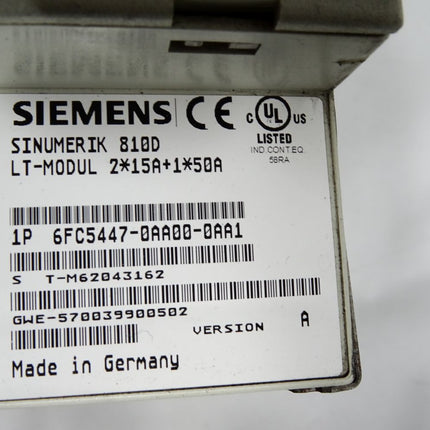 SIEMENS CE C UL US
LISTED
IND.CONT.EQ.
58RA
SINUMERIK 810D
LT-MODUL 2*15A+1*50A
1P 6FC5447-0AA00-0AA1
S T-M62043162
GWE-570039900502
VERSION A
Made in Germany